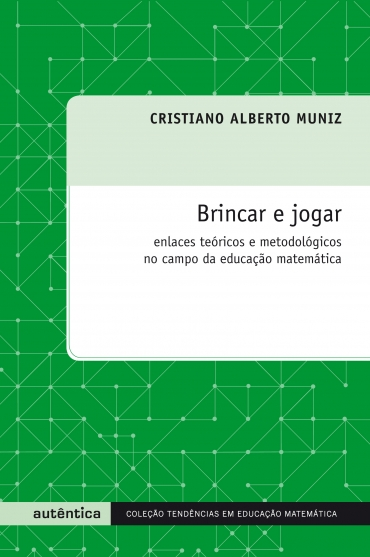 CRISTIANO ALBERTO MUNIZ
Brincar e jogar
enlaces teóricos e metodológicos
no campo da educação matemática
autêntica
COLEÇÃO TENDÊNCIAS EM EDUCAÇÃO MATEMÁTICA